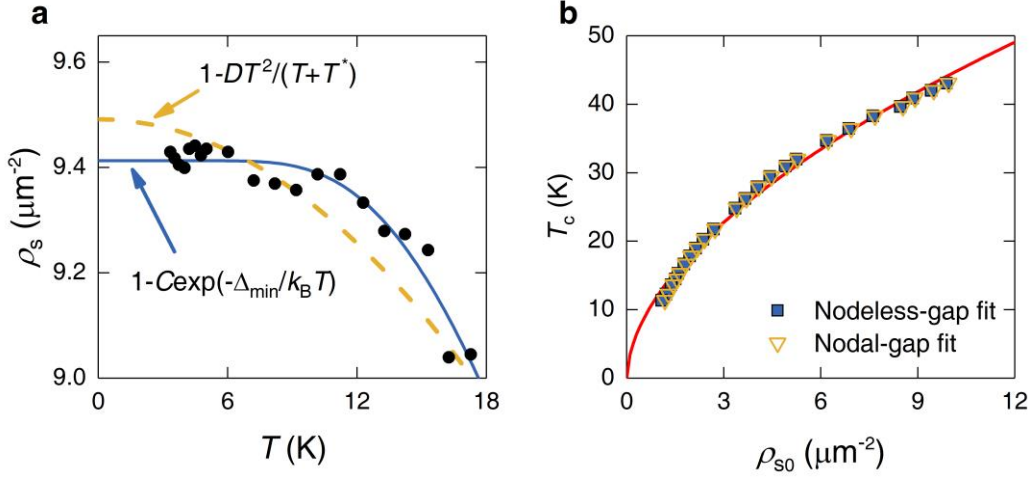 a
9.6
9.4
9.2
9.0
ρs (μm-2)
1-DT2/(T+T*)
1-Cexp(-Δmin/kBT)
0 6 12 18
T (K)
b
50
40
30
20
10
0
Tc (K)
Nodeless-gap fit
Nodal-gap fit
0 3 6 9 12
ρs0 (μm-2)